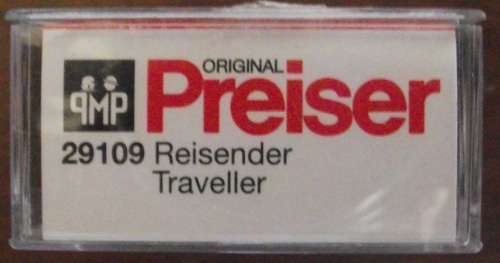 ORIGINAL
PMP Preiser
29109 Reisender
Traveller